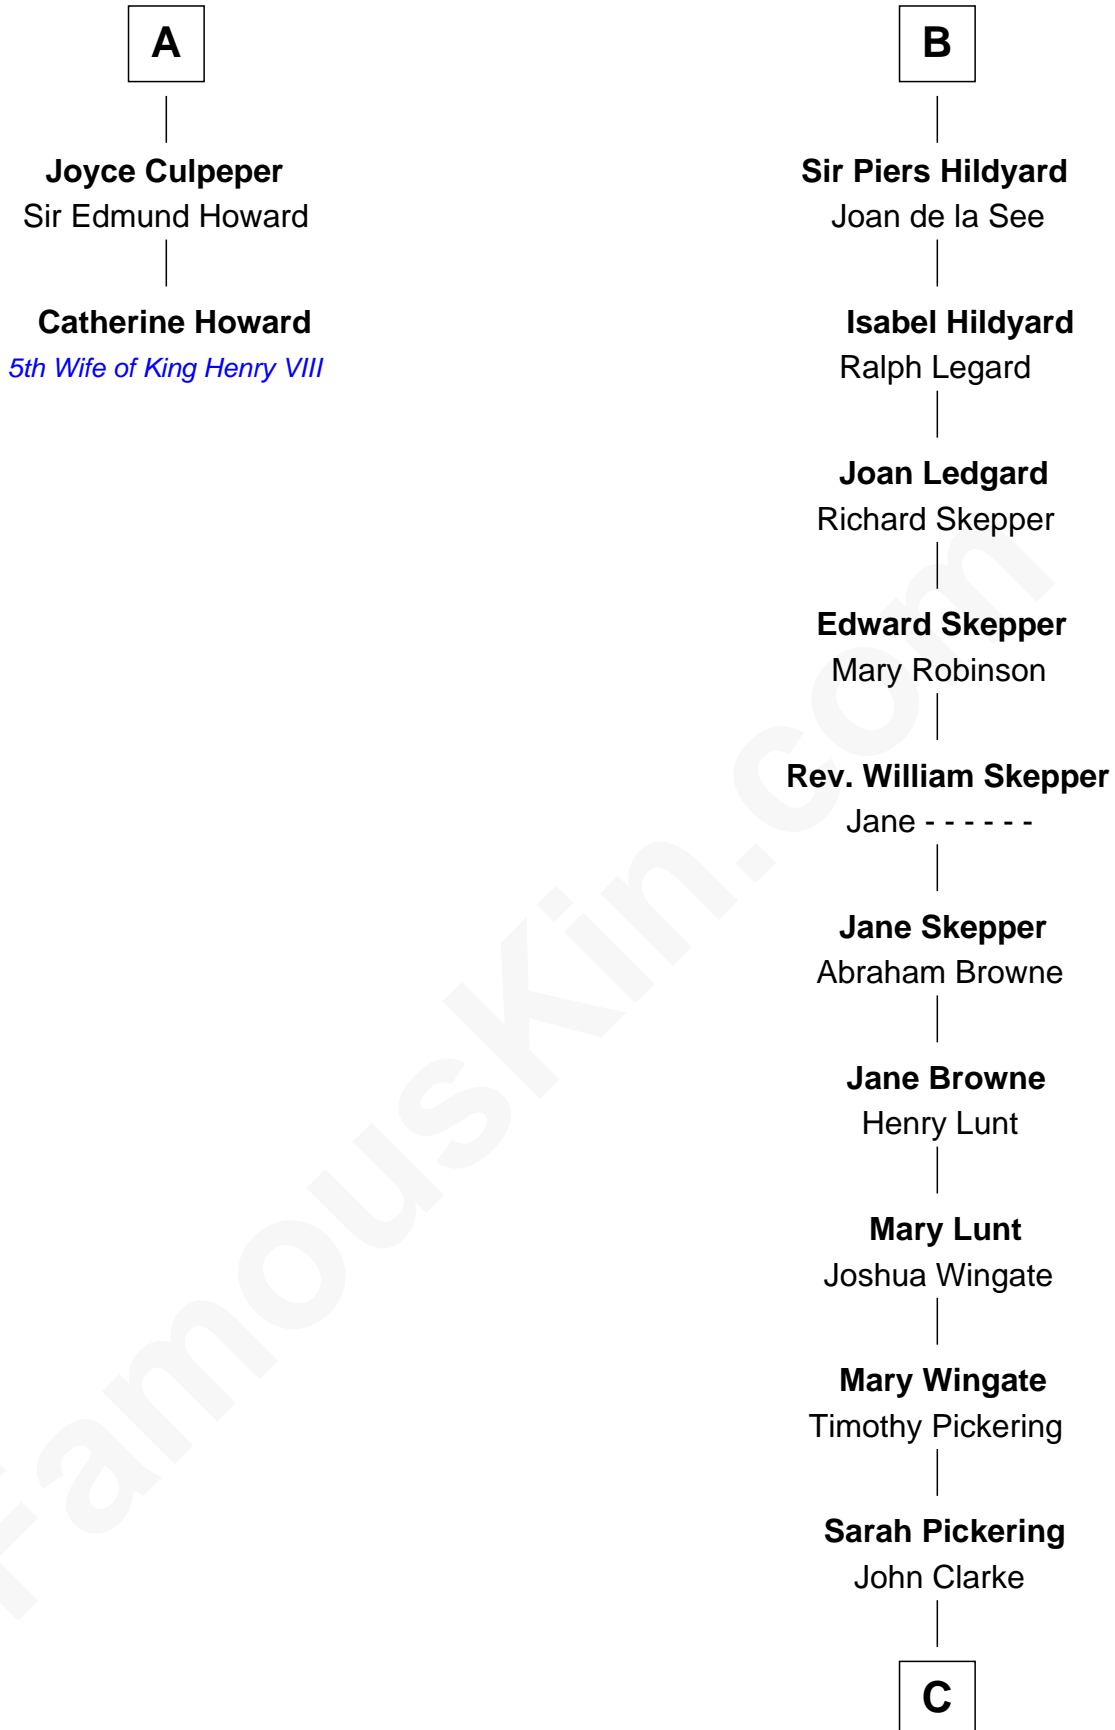 A
Joyce Culpeper
Sir Edmund Howard
Catherine Howard
5th Wife of King Henry VIII
B
Sir Piers Hildyard
Joan de la See
Isabel Hildyard
Ralph Legard
Joan Ledgard
Richard Skepper
Edward Skepper
Mary Robinson
Rev. William Skepper
Jane - - - - - -
Jane Skepper
Abraham Browne
Jane Browne
Henry Lunt
Mary Lunt
Joshua Wingate
Mary Wingate
Timothy Pickering
Sarah Pickering
John Clarke
C
FamousKin.com